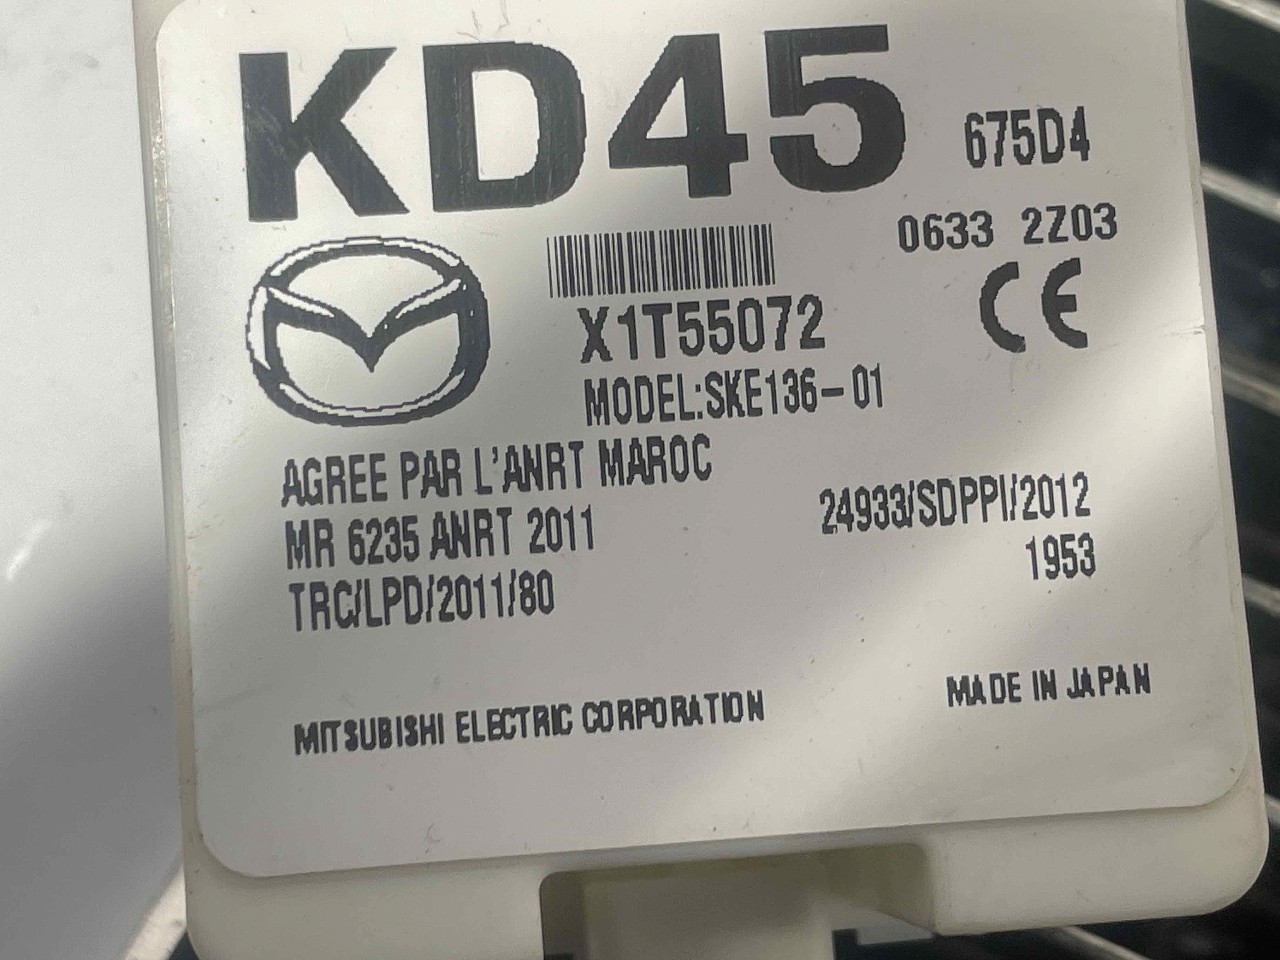 KD45
675D4
0633 2Z03
CE
X1T55072
MODEL:SKE136-01
AGREE PAR L'ANRT MAROC
MR 6235 ANRT 2011
TRC/LPD/2011/80
24933/SDPPI/2012
1953
MITSUBISHI ELECTRIC CORPORATION
MADE IN JAPAN